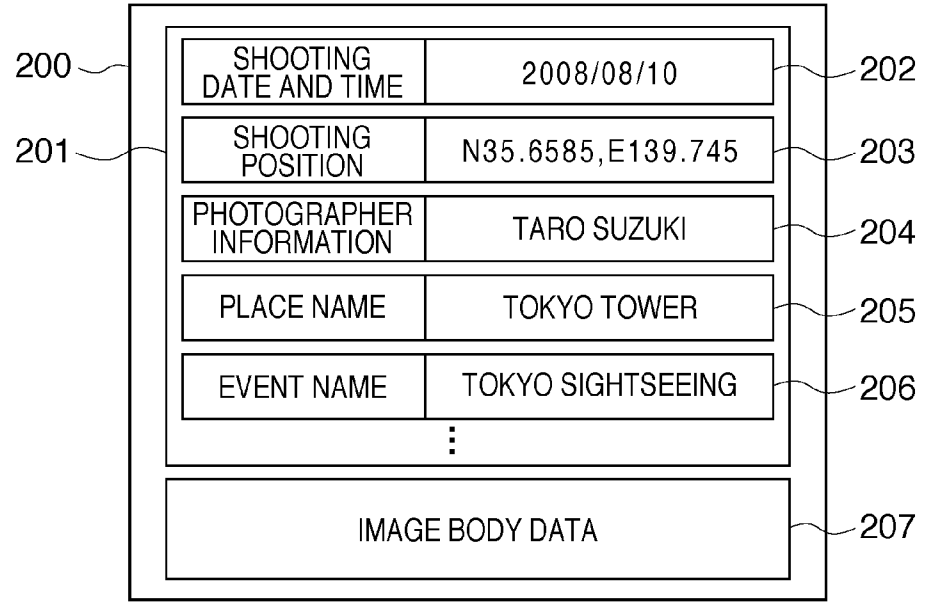 200
201
SHOOTING
DATE AND TIME
2008/08/10
202
SHOOTING
POSITION
N35.6585,E139.745
203
PHOTOGRAPHER
INFORMATION
TARO SUZUKI
204
PLACE NAME
TOKYO TOWER
205
EVENT NAME
TOKYO SIGHTSEEING
206
IMAGE BODY DATA
207